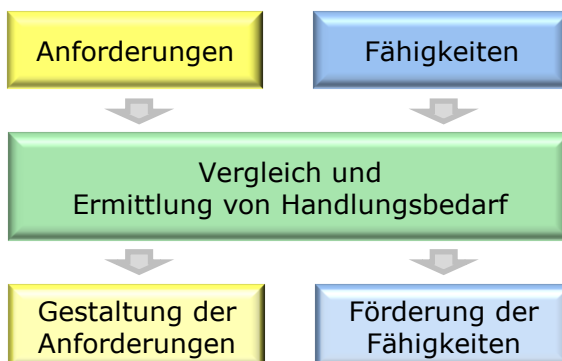 Anforderungen
Fähigkeiten
Vergleich und
Ermittlung von Handlungsbedarf
Gestaltung der
Anforderungen
Förderung der
Fähigkeiten